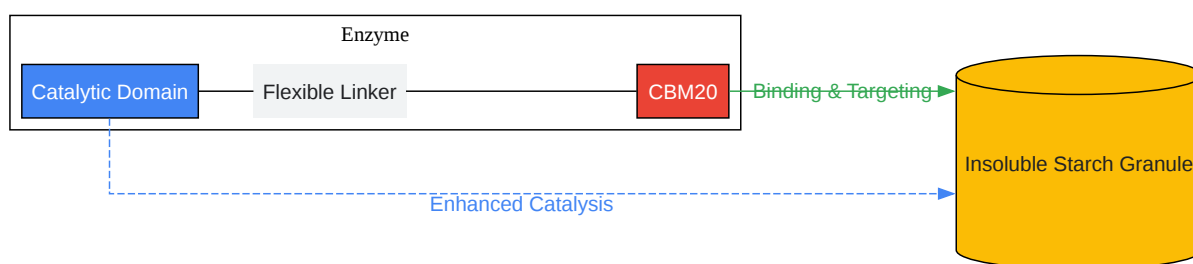 Enzyme
Catalytic Domain
Flexible Linker
CBM20
Binding & Targeting
Insoluble Starch Granule
Enhanced Catalysis